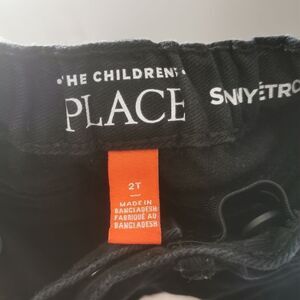 THE CHILDREN'S
PLACE
2T
MADE IN
BANGLADESH
FABRIQUÉ AU
BANGLADESH